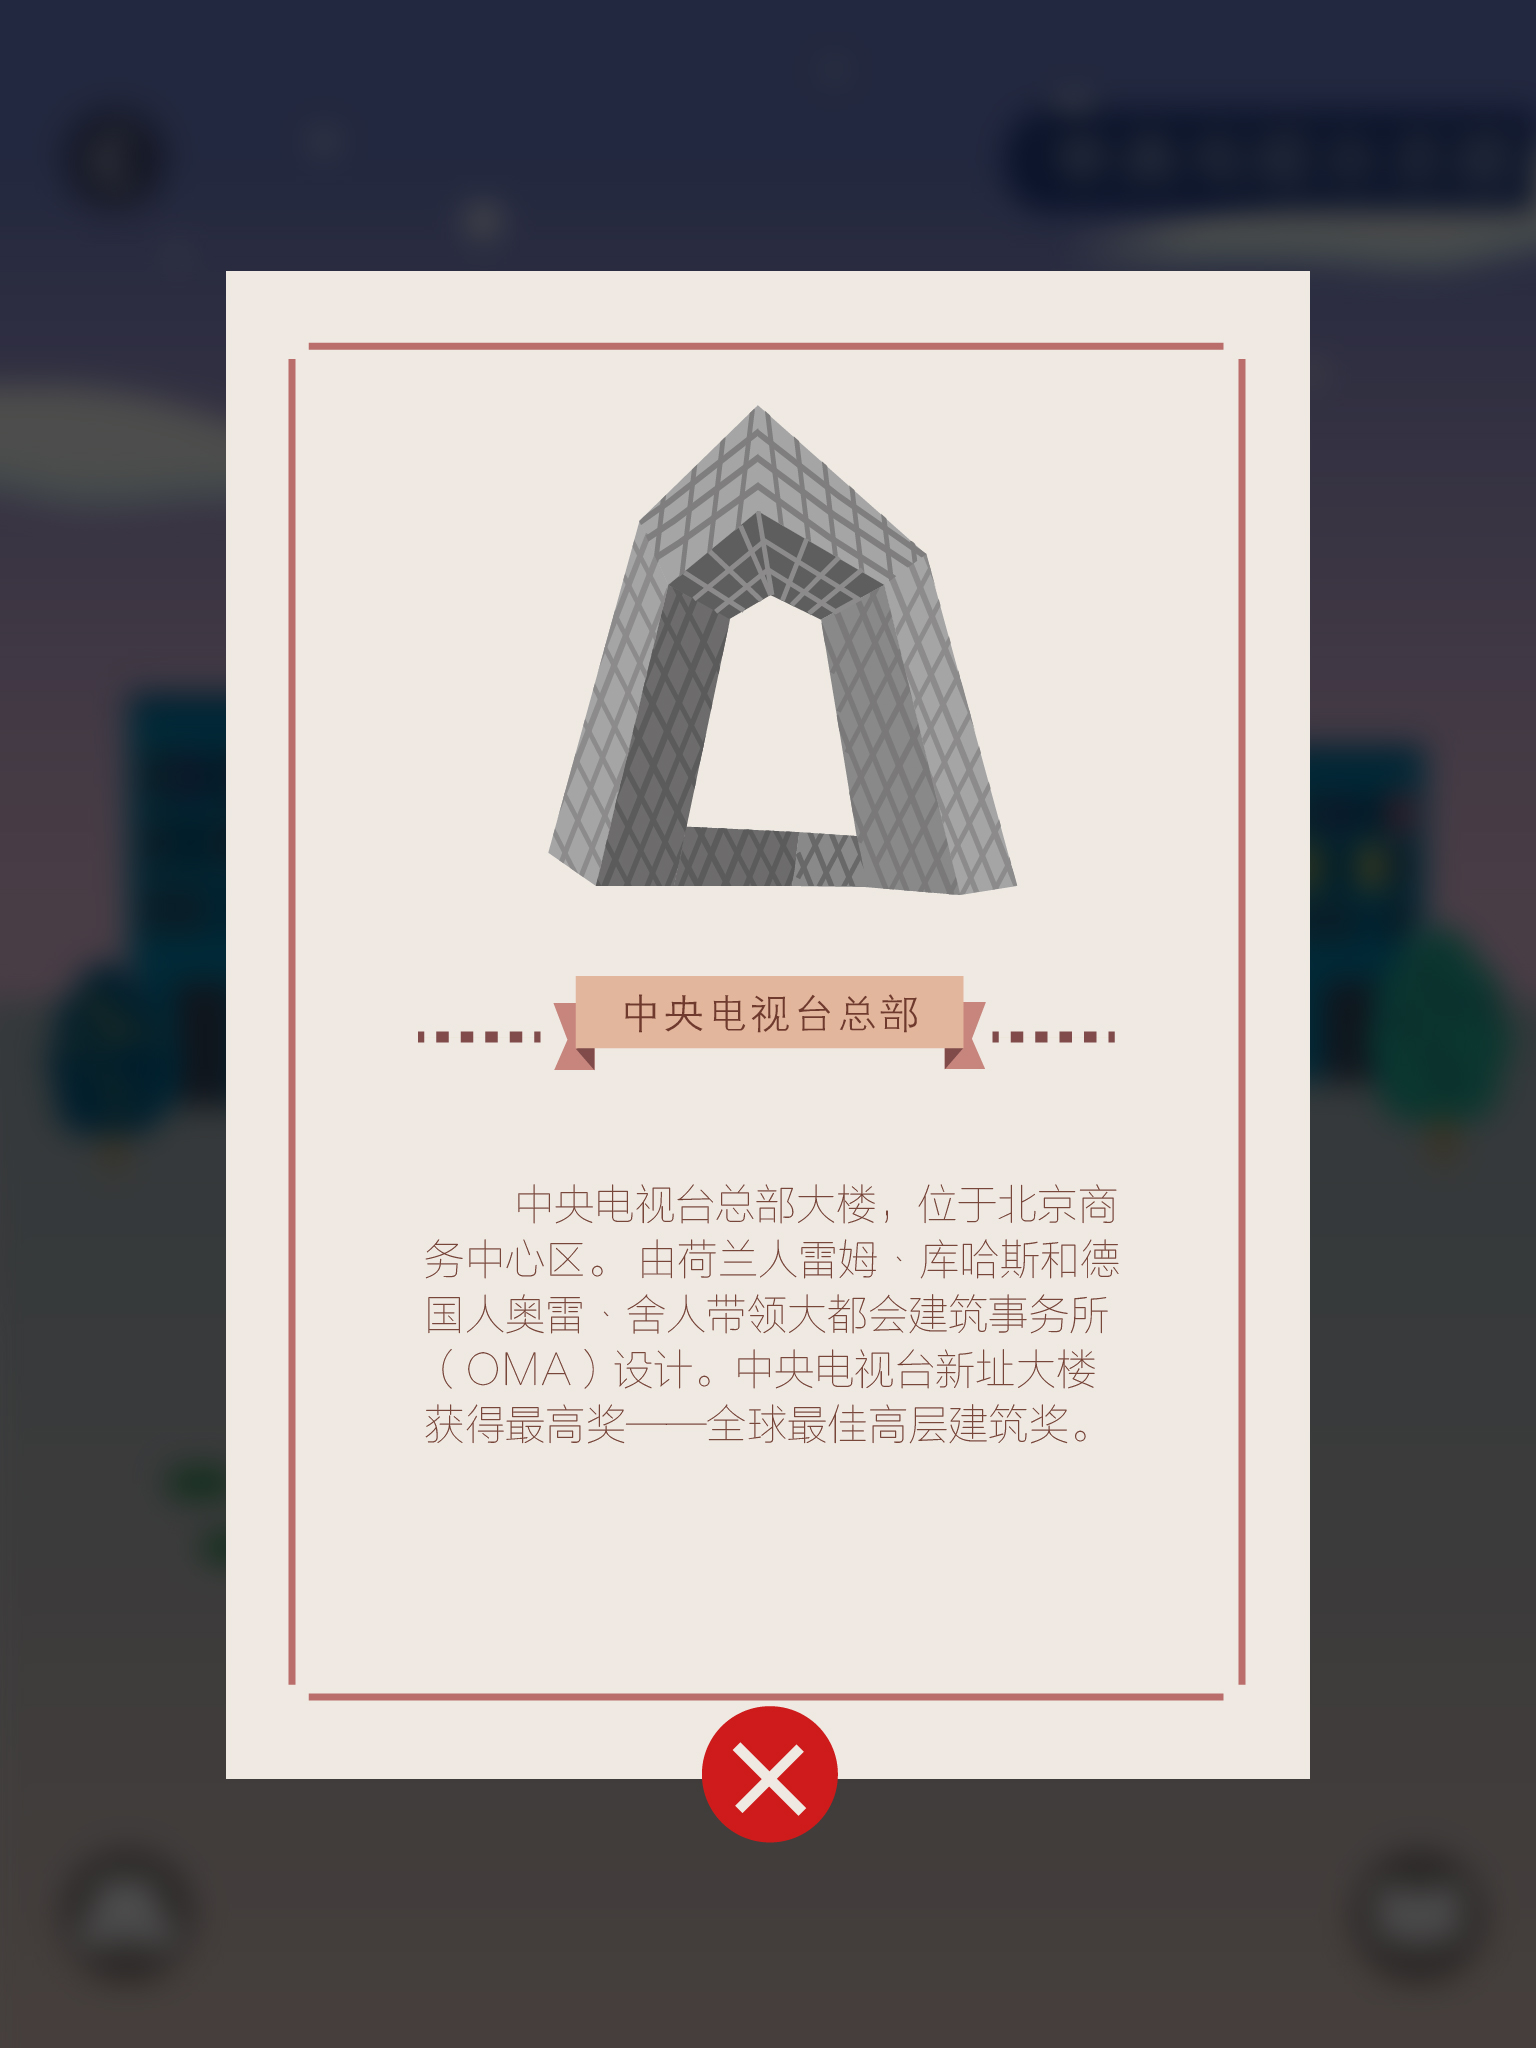 中央电视台总部
中央电视台总部大楼，位于北京商
务中心区。由荷兰人雷姆、库哈斯和德
国人奥雷、舍人带领大都会建筑事务所
（OMA）设计。中央电视台新址大楼
获得最高奖——全球最佳高层建筑奖。